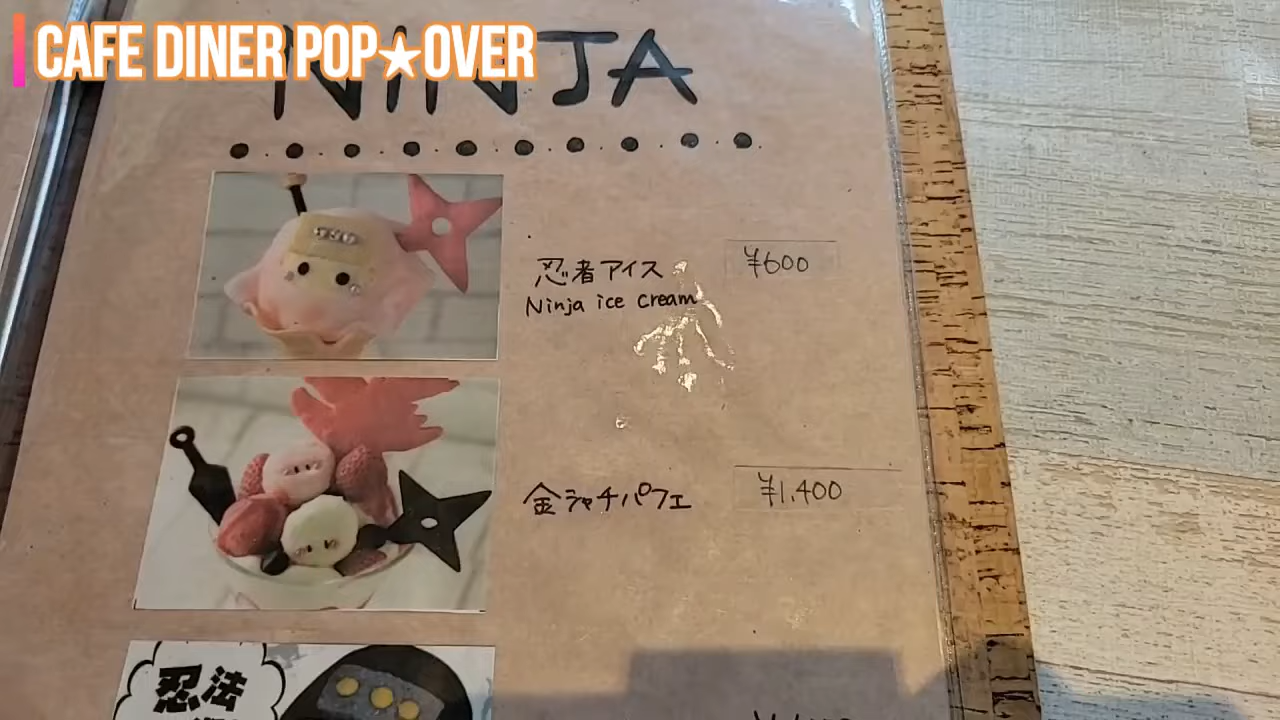 CAFE DINER POP★OVER
NINJA
忍者アイス ¥600
Ninja ice cream
金シャチパフェ ¥1,400
忍法